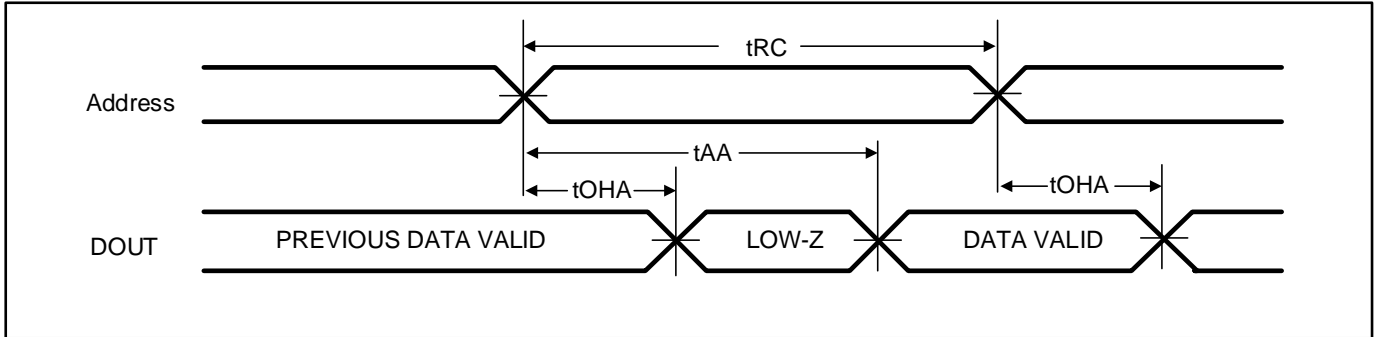 tRC
Address
tAA
tOHA
tOHA
DOUT
PREVIOUS DATA VALID
LOW-Z
DATA VALID